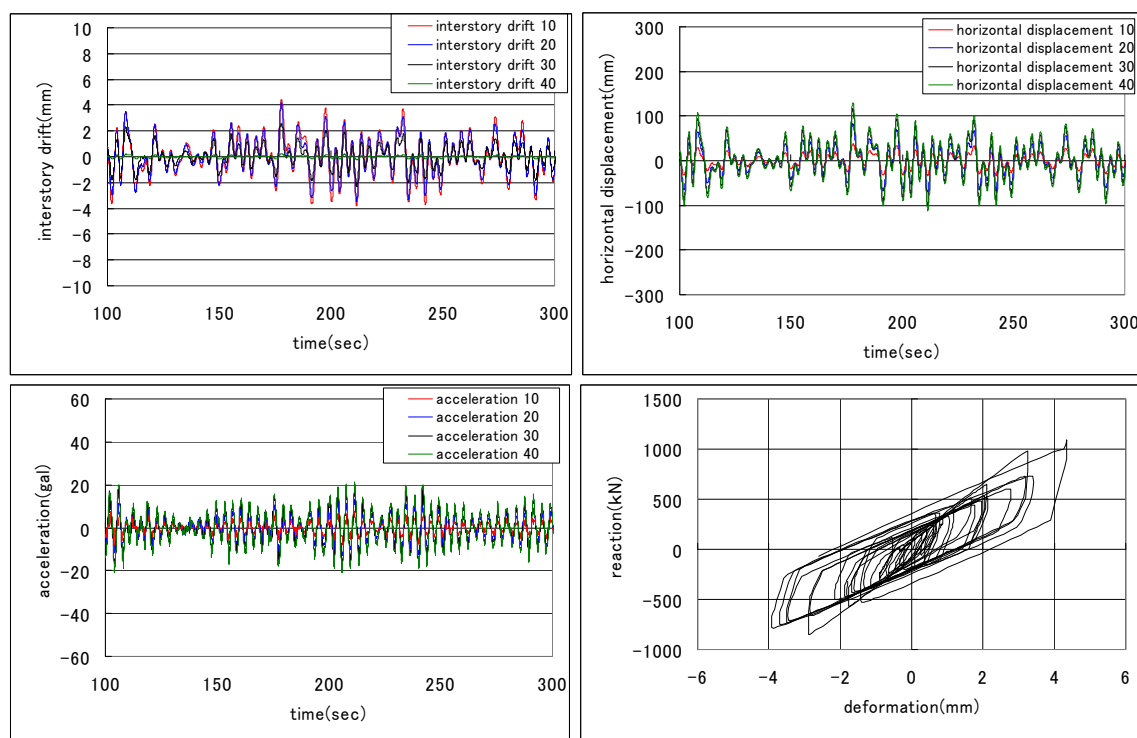 interstory drift 10
interstory drift 20
interstory drift 30
interstory drift 40
10
8
6
4
2
0
-2
-4
-6
-8
-10
interstory drift(mm)
100 150 200 250 300
time(sec)
horizontal displacement 10
horizontal displacement 20
horizontal displacement 30
horizontal displacement 40
300
200
100
0
-100
-200
-300
horizontal displacement(mm)
100 150 200 250 300
time(sec)
acceleration 10
acceleration 20
acceleration 30
acceleration 40
60
40
20
0
-20
-40
-60
acceleration(gal)
100 150 200 250 300
time(sec)
1500
1000
500
0
-500
-1000
reaction(kN)
-6 -4 -2 0 2 4 6
deformation(mm)